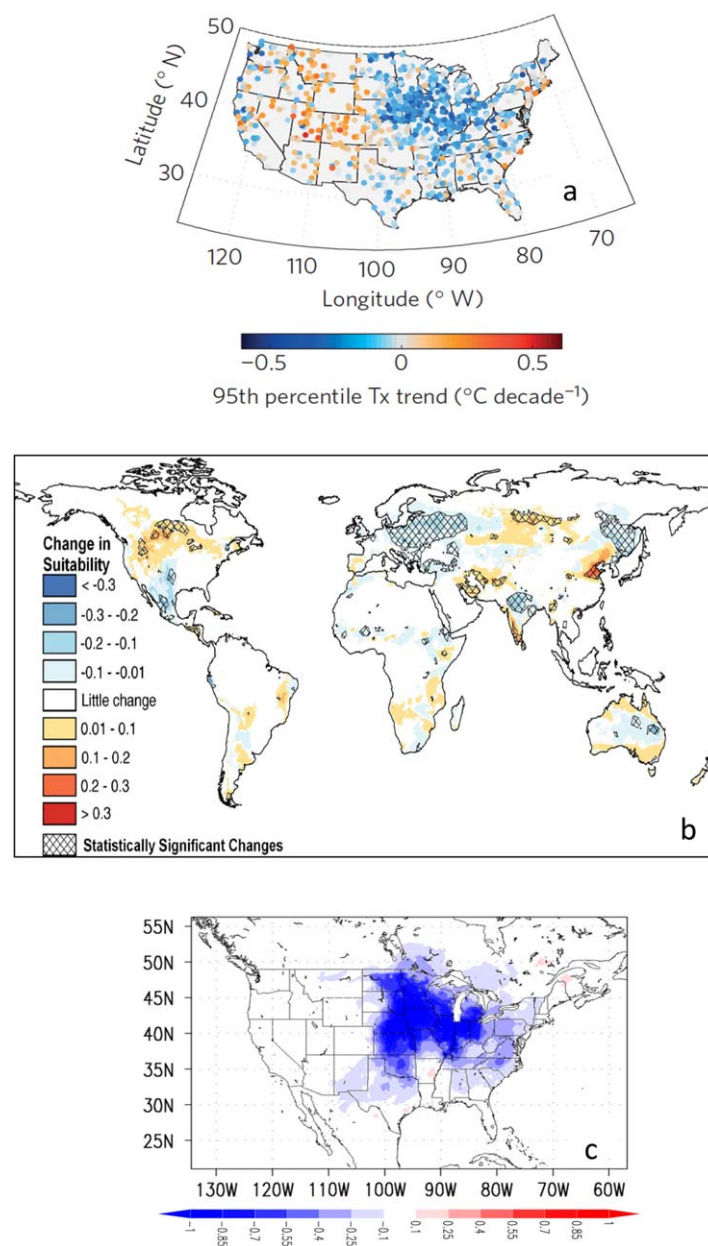 50
40
30
Latitude (° N)
a
120
110
100
90
80
70
Longitude (° W)
−0.5
0
0.5
95th percentile Tx trend (°C decade⁻¹)
Change in
Suitability
< -0.3
-0.3 - -0.2
-0.2 - -0.1
-0.1 - -0.01
Little change
0.01 - 0.1
0.1 - 0.2
0.2 - 0.3
> 0.3
Statistically Significant Changes
b
55N
50N
45N
40N
35N
30N
25N
c
130W
120W
110W
100W
90W
80W
70W
60W
-1
-0.85
-0.7
-0.55
-0.4
-0.25
-0.1
0.1
0.25
0.4
0.55
0.7
0.85
1